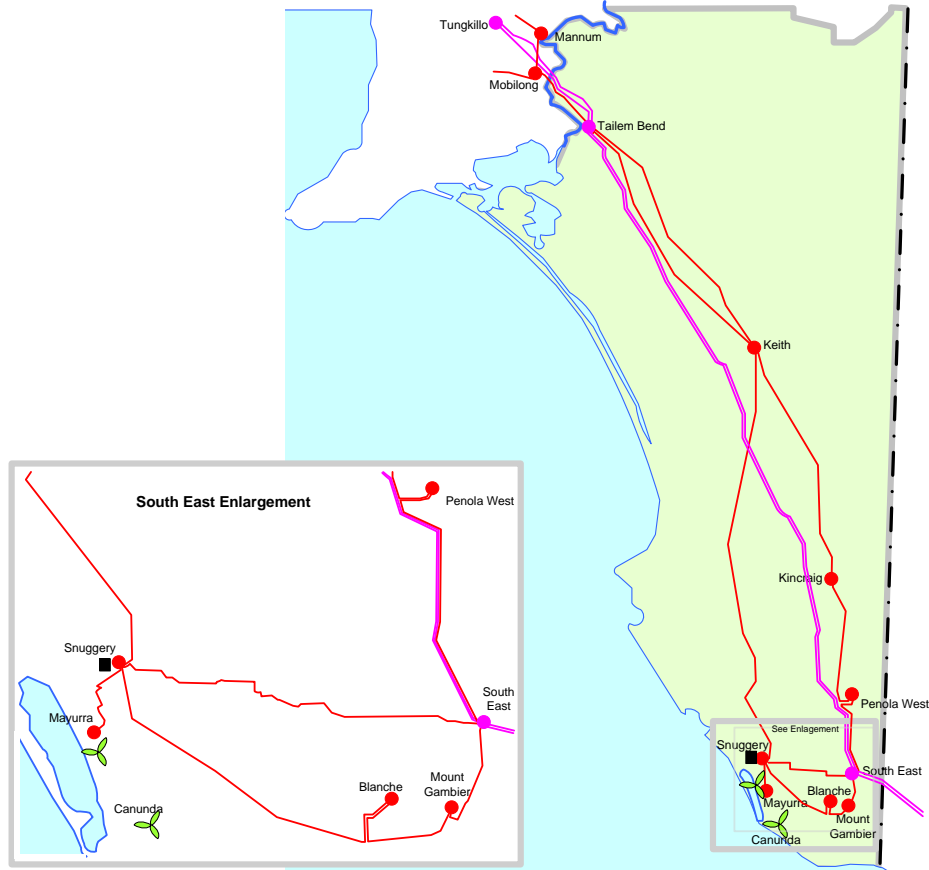 Tungkillo
Mannum
Mobilong
Tailem Bend
Keith
Kincraig
Penola West
See Enlagement
Snuggery
South East
Mayurra
Blanche
Mount
Gambier
Canunda
South East Enlargement
Penola West
Snuggery
South
East
Mayurra
Blanche
Mount
Gambier
Canunda